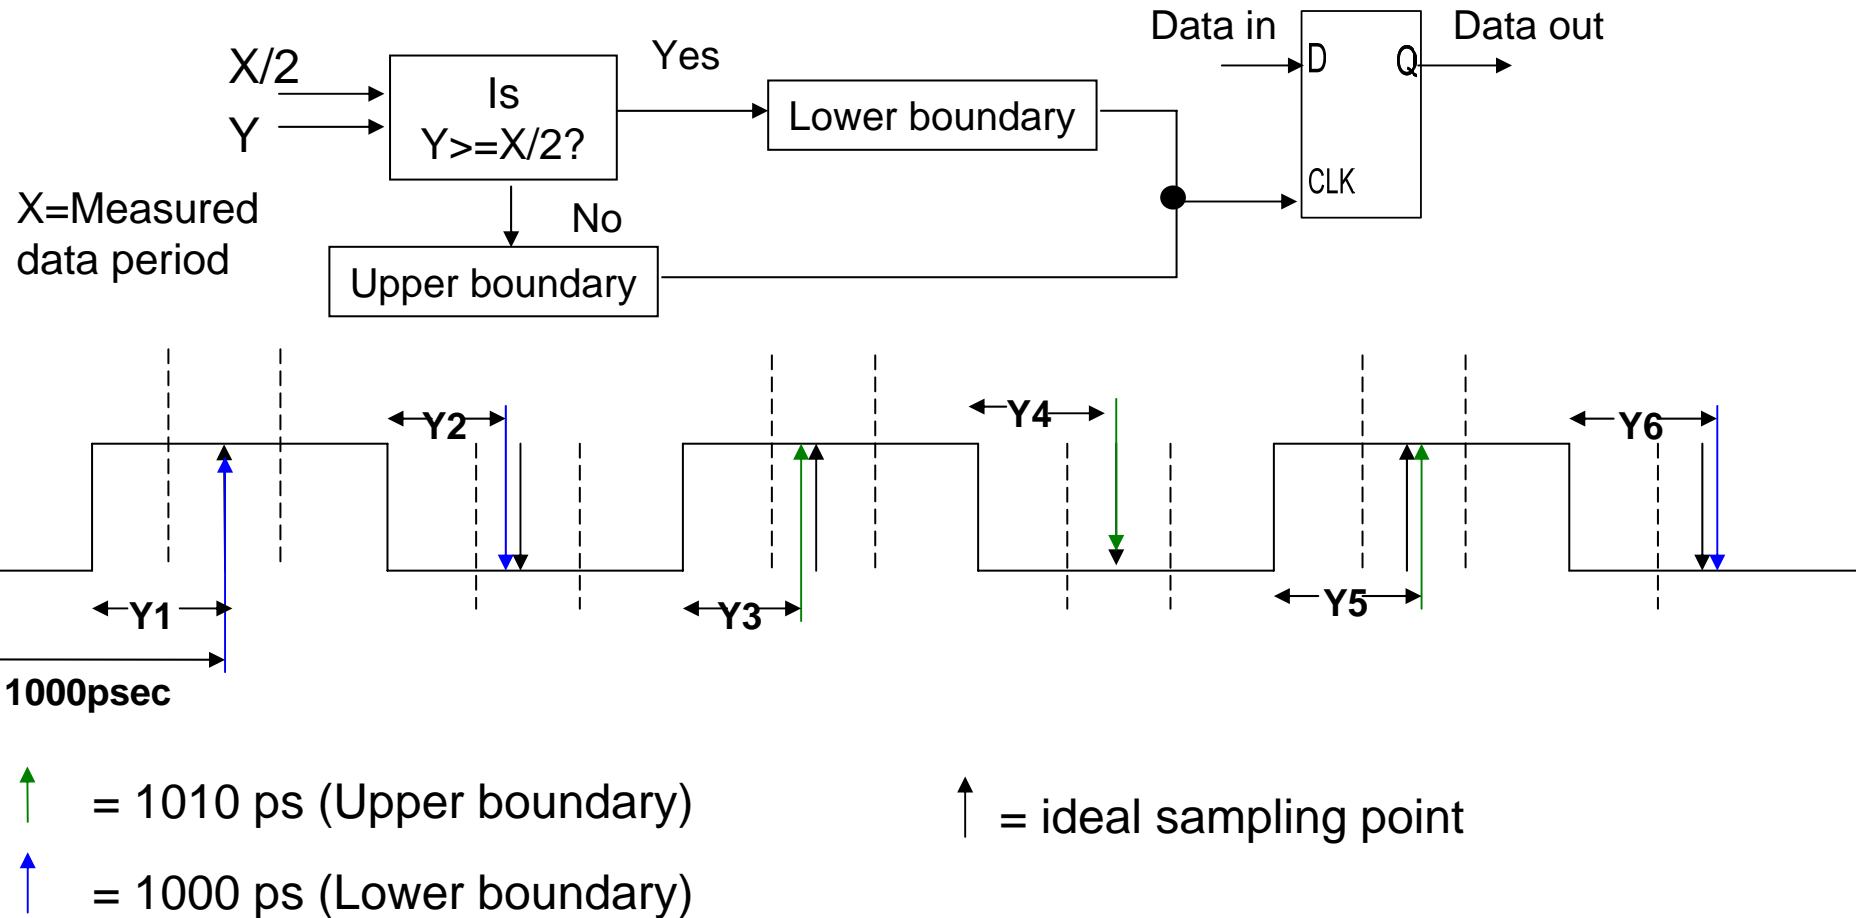 X/2
Y
Is
Y>=X/2?
Yes
Lower boundary
No
Upper boundary
X=Measured
data period
Data in
Data out
D
Q
CLK
Y1
Y2
Y3
Y4
Y5
Y6
1000psec
= 1010 ps (Upper boundary)
= ideal sampling point
= 1000 ps (Lower boundary)